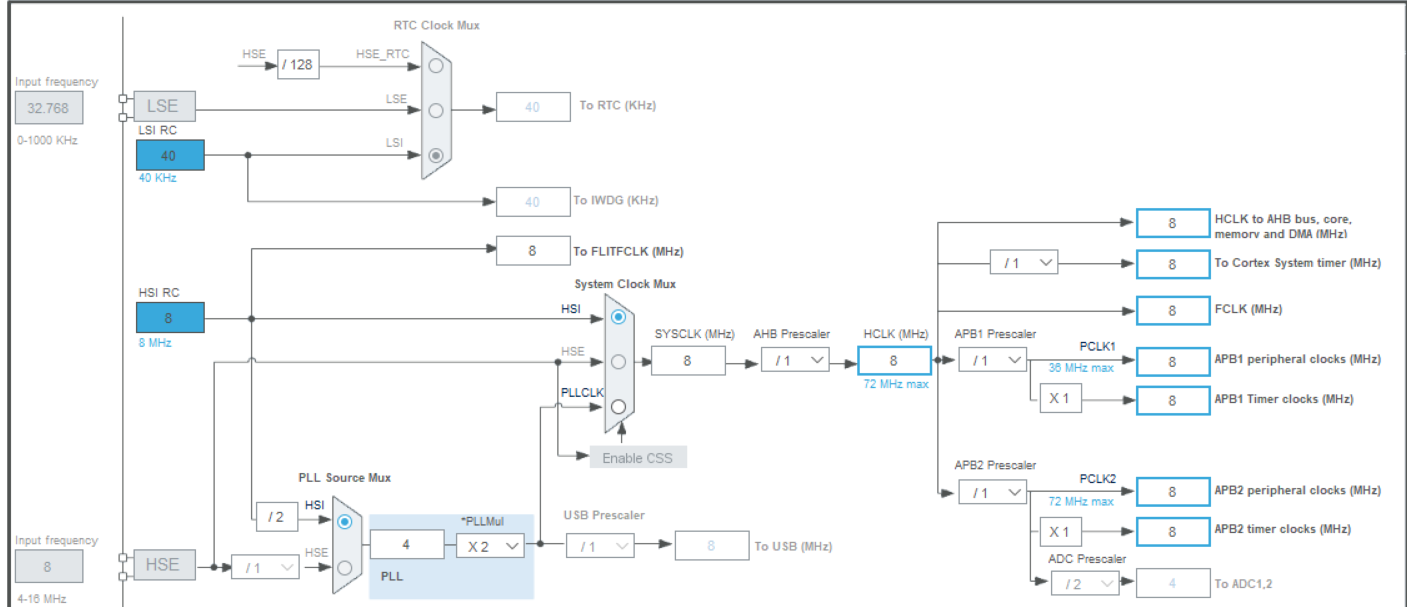 RTC Clock Mux
HSE
/ 128
HSE_RTC
Input frequency
32.768
0-1000 KHz
LSE
LSE
40
To RTC (KHz)
LSI RC
40
40 KHz
LSI
40
To IWDG (KHz)
8
To FLITFCLK (MHz)
8
HCLK to AHB bus, core,
memory and DMA (MHz)
/ 1
8
To Cortex System timer (MHz)
System Clock Mux
HSI RC
8
8 MHz
HSI
8
FCLK (MHz)
SYSCLK (MHz)
8
AHB Prescaler
/ 1
HCLK (MHz)
8
72 MHz max
APB1 Prescaler
/ 1
PCLK1
36 MHz max
8
APB1 peripheral clocks (MHz)
HSE
PLLCLK
X 1
8
APB1 Timer clocks (MHz)
Enable CSS
PLL Source Mux
APB2 Prescaler
/ 1
PCLK2
72 MHz max
8
APB2 peripheral clocks (MHz)
/ 2
HSI
*PLLMul
4
X 2
PLL
USB Prescaler
/ 1
8
To USB (MHz)
X 1
8
APB2 timer clocks (MHz)
Input frequency
8
4-16 MHz
HSE
/ 1
HSE
ADC Prescaler
/ 2
4
To ADC1,2